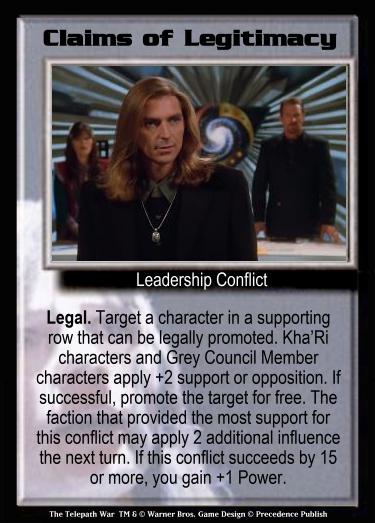 Claims of Legitimacy
Leadership Conflict
Legal. Target a character in a supporting
row that can be legally promoted. Kha'Ri
characters and Grey Council Member
characters apply +2 support or opposition. If
successful, promote the target for free. The
faction that provided the most support for
this conflict may apply 2 additional influence
the next turn. If this conflict succeeds by 15
or more, you gain +1 Power.
The Telepath War TM & © Warner Bros. Game Design © Precedence Publish